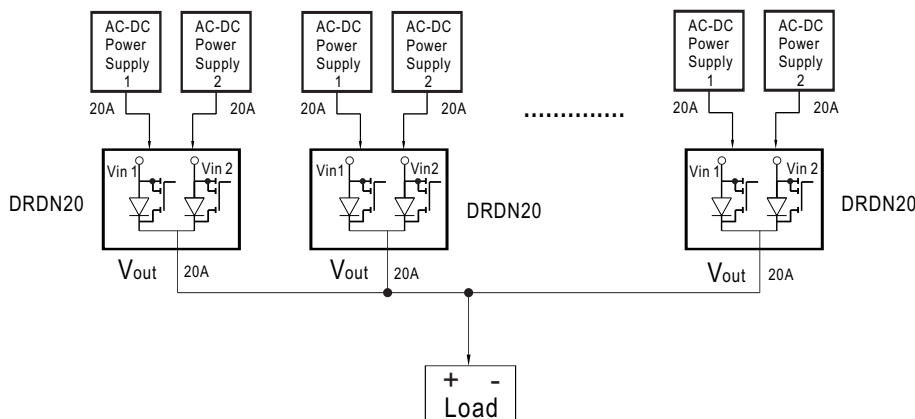 AC-DC
Power
Supply
1
AC-DC
Power
Supply
2
AC-DC
Power
Supply
1
AC-DC
Power
Supply
2
AC-DC
Power
Supply
1
AC-DC
Power
Supply
2
20A
20A
20A
20A
20A
20A
..............
Vin 1
Vin 2
Vin1
Vin2
Vin 1
Vin 2
DRDN20
DRDN20
DRDN20
Vout
20A
Vout
20A
Vout
20A
+ -
Load